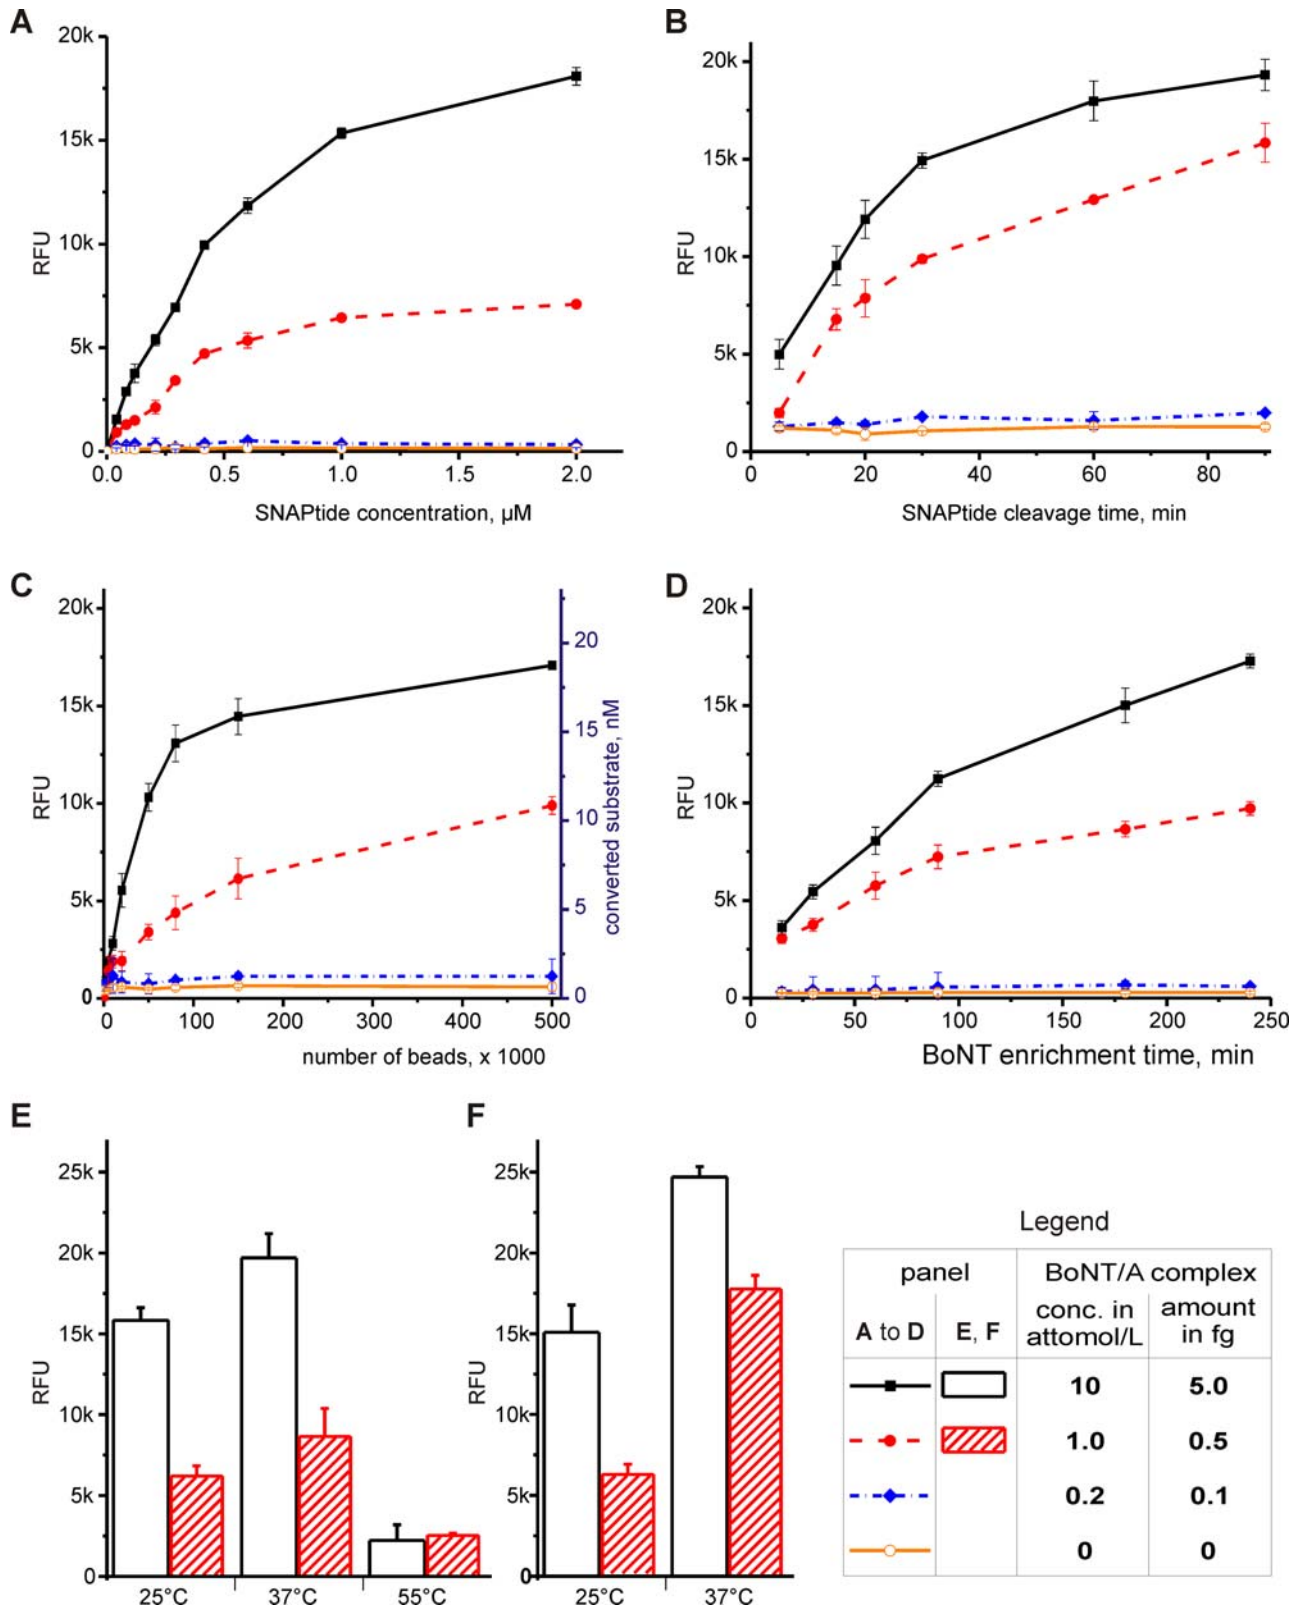 A
20k
15k
10k
5k
0
RFU
0.0 0.5 1.0 1.5 2.0
SNAPtide concentration, µM
B
20k
15k
10k
5k
0
RFU
0 20 40 60 80
SNAPtide cleavage time, min
C
20k
15k
10k
5k
0
RFU
20
15
10
5
0
converted substrate, nM
0 100 200 300 400 500
number of beads, x 1000
D
20k
15k
10k
5k
0
RFU
0 50 100 150 200 250
BoNT enrichment time, min
E
25k
20k
15k
10k
5k
0
RFU
25°C 37°C 55°C
F
25k
20k
15k
10k
5k
0
RFU
25°C 37°C
Legend
panel BoNT/A complex
A to D E, F conc. in attomol/L amount in fg
10 5.0
1.0 0.5
0.2 0.1
0 0